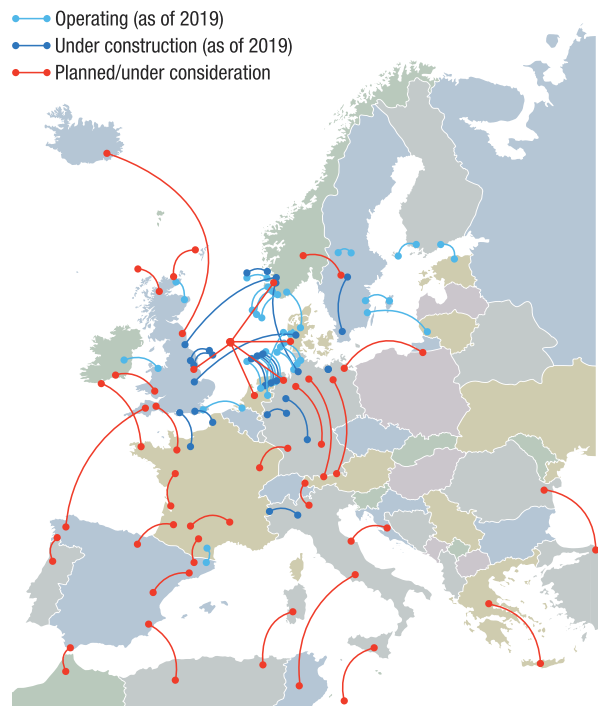 Operating (as of 2019)
Under construction (as of 2019)
Planned/under consideration